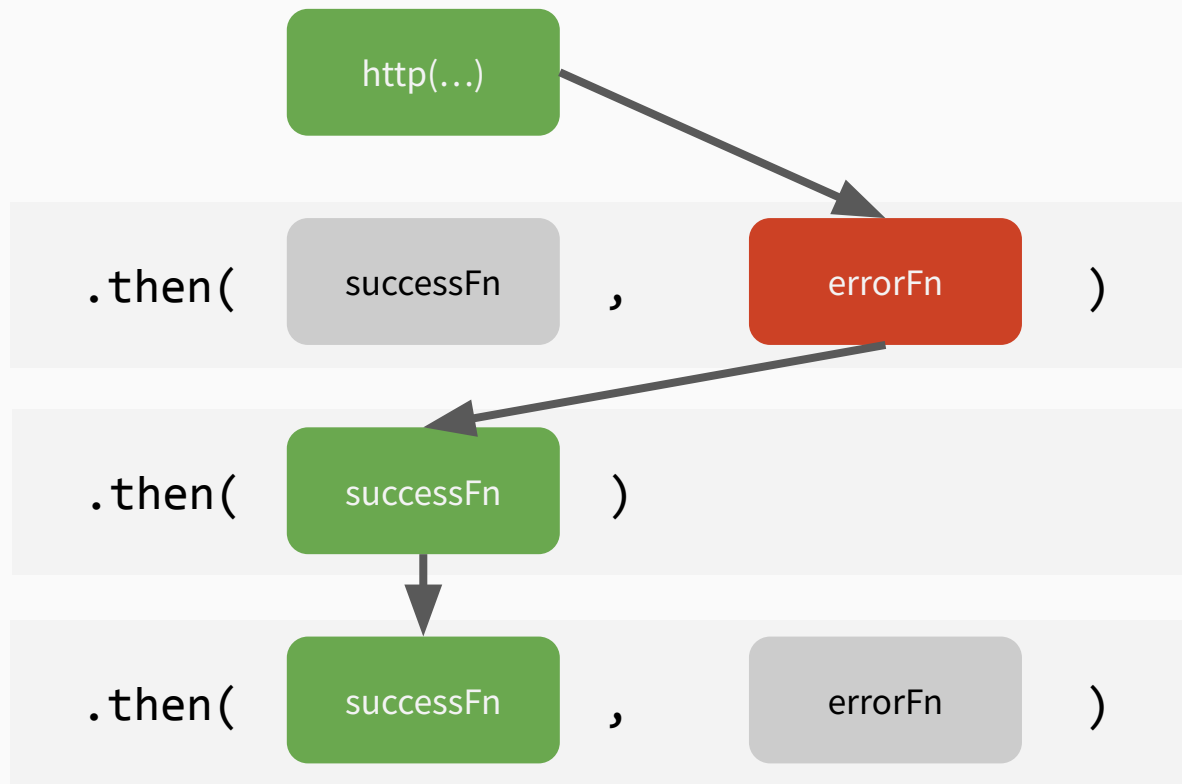 http(…)
.then( successFn , errorFn )
.then( successFn )
.then( successFn , errorFn )